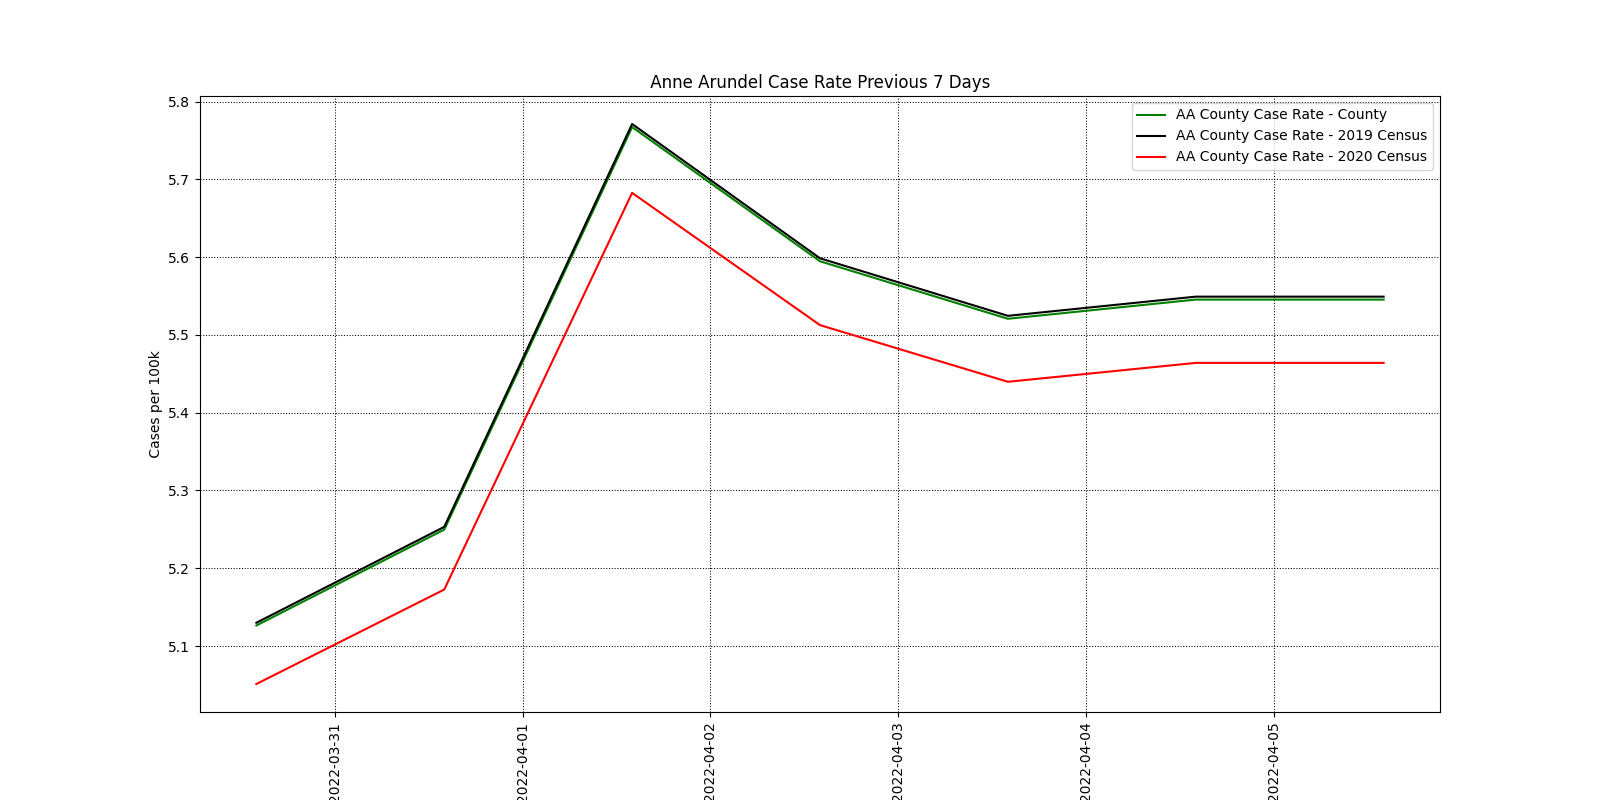 Anne Arundel Case Rate Previous 7 Days
AA County Case Rate - County
AA County Case Rate - 2019 Census
AA County Case Rate - 2020 Census
Cases per 100k
5.8
5.7
5.6
5.5
5.4
5.3
5.2
5.1
2022-03-31
2022-04-01
2022-04-02
2022-04-03
2022-04-04
2022-04-05